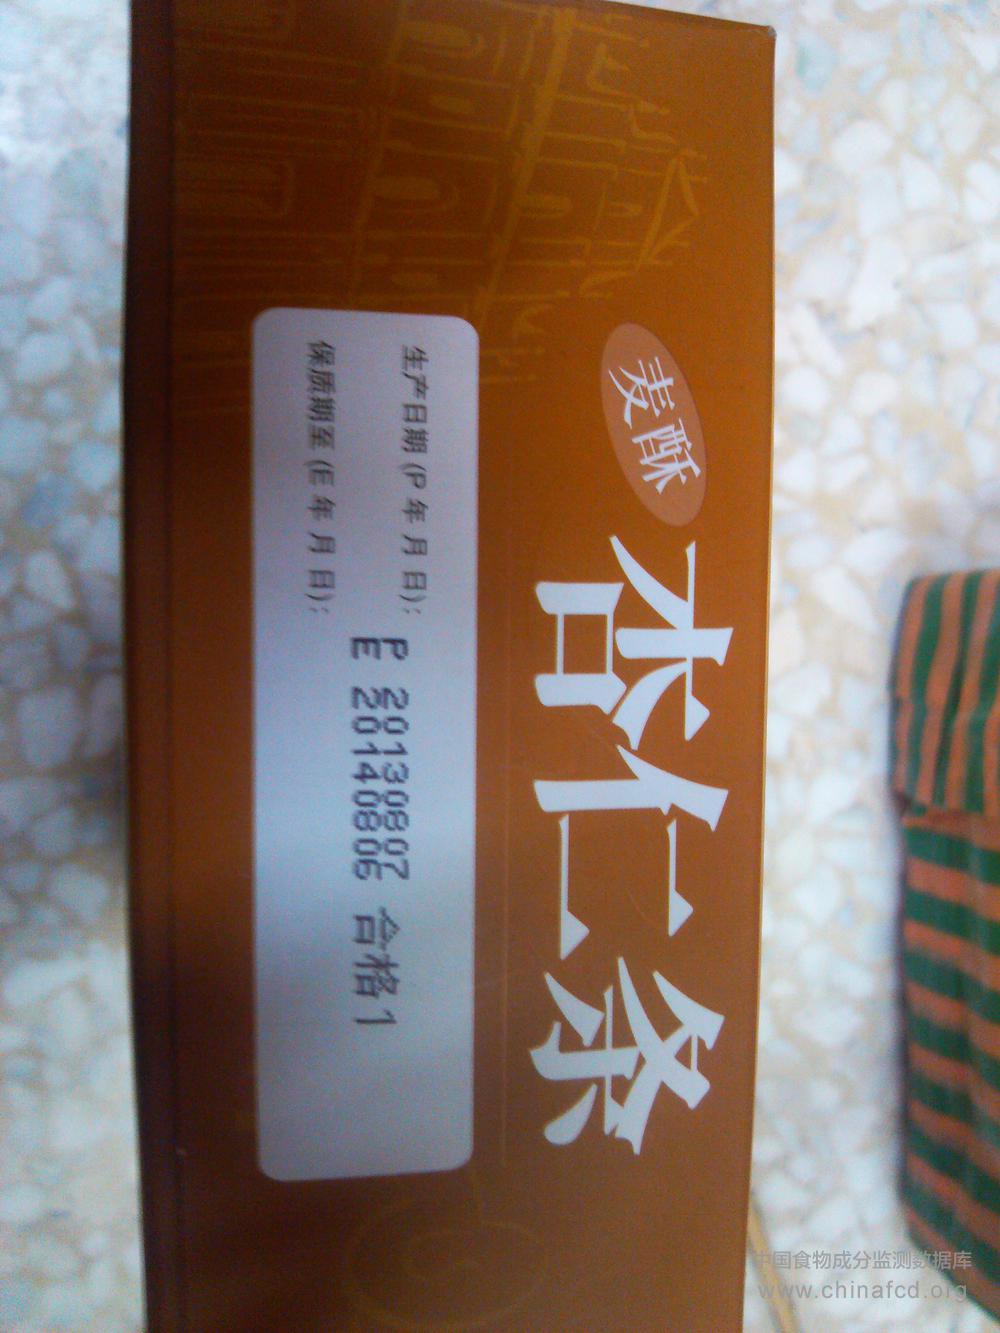 麦酥
杏仁条
生产日期 (P 年 月 日):
P 20130807
保质期至 (E 年 月 日):
E 20140806
合格1
中国食物成分监测数据库
www.chinafcd.org